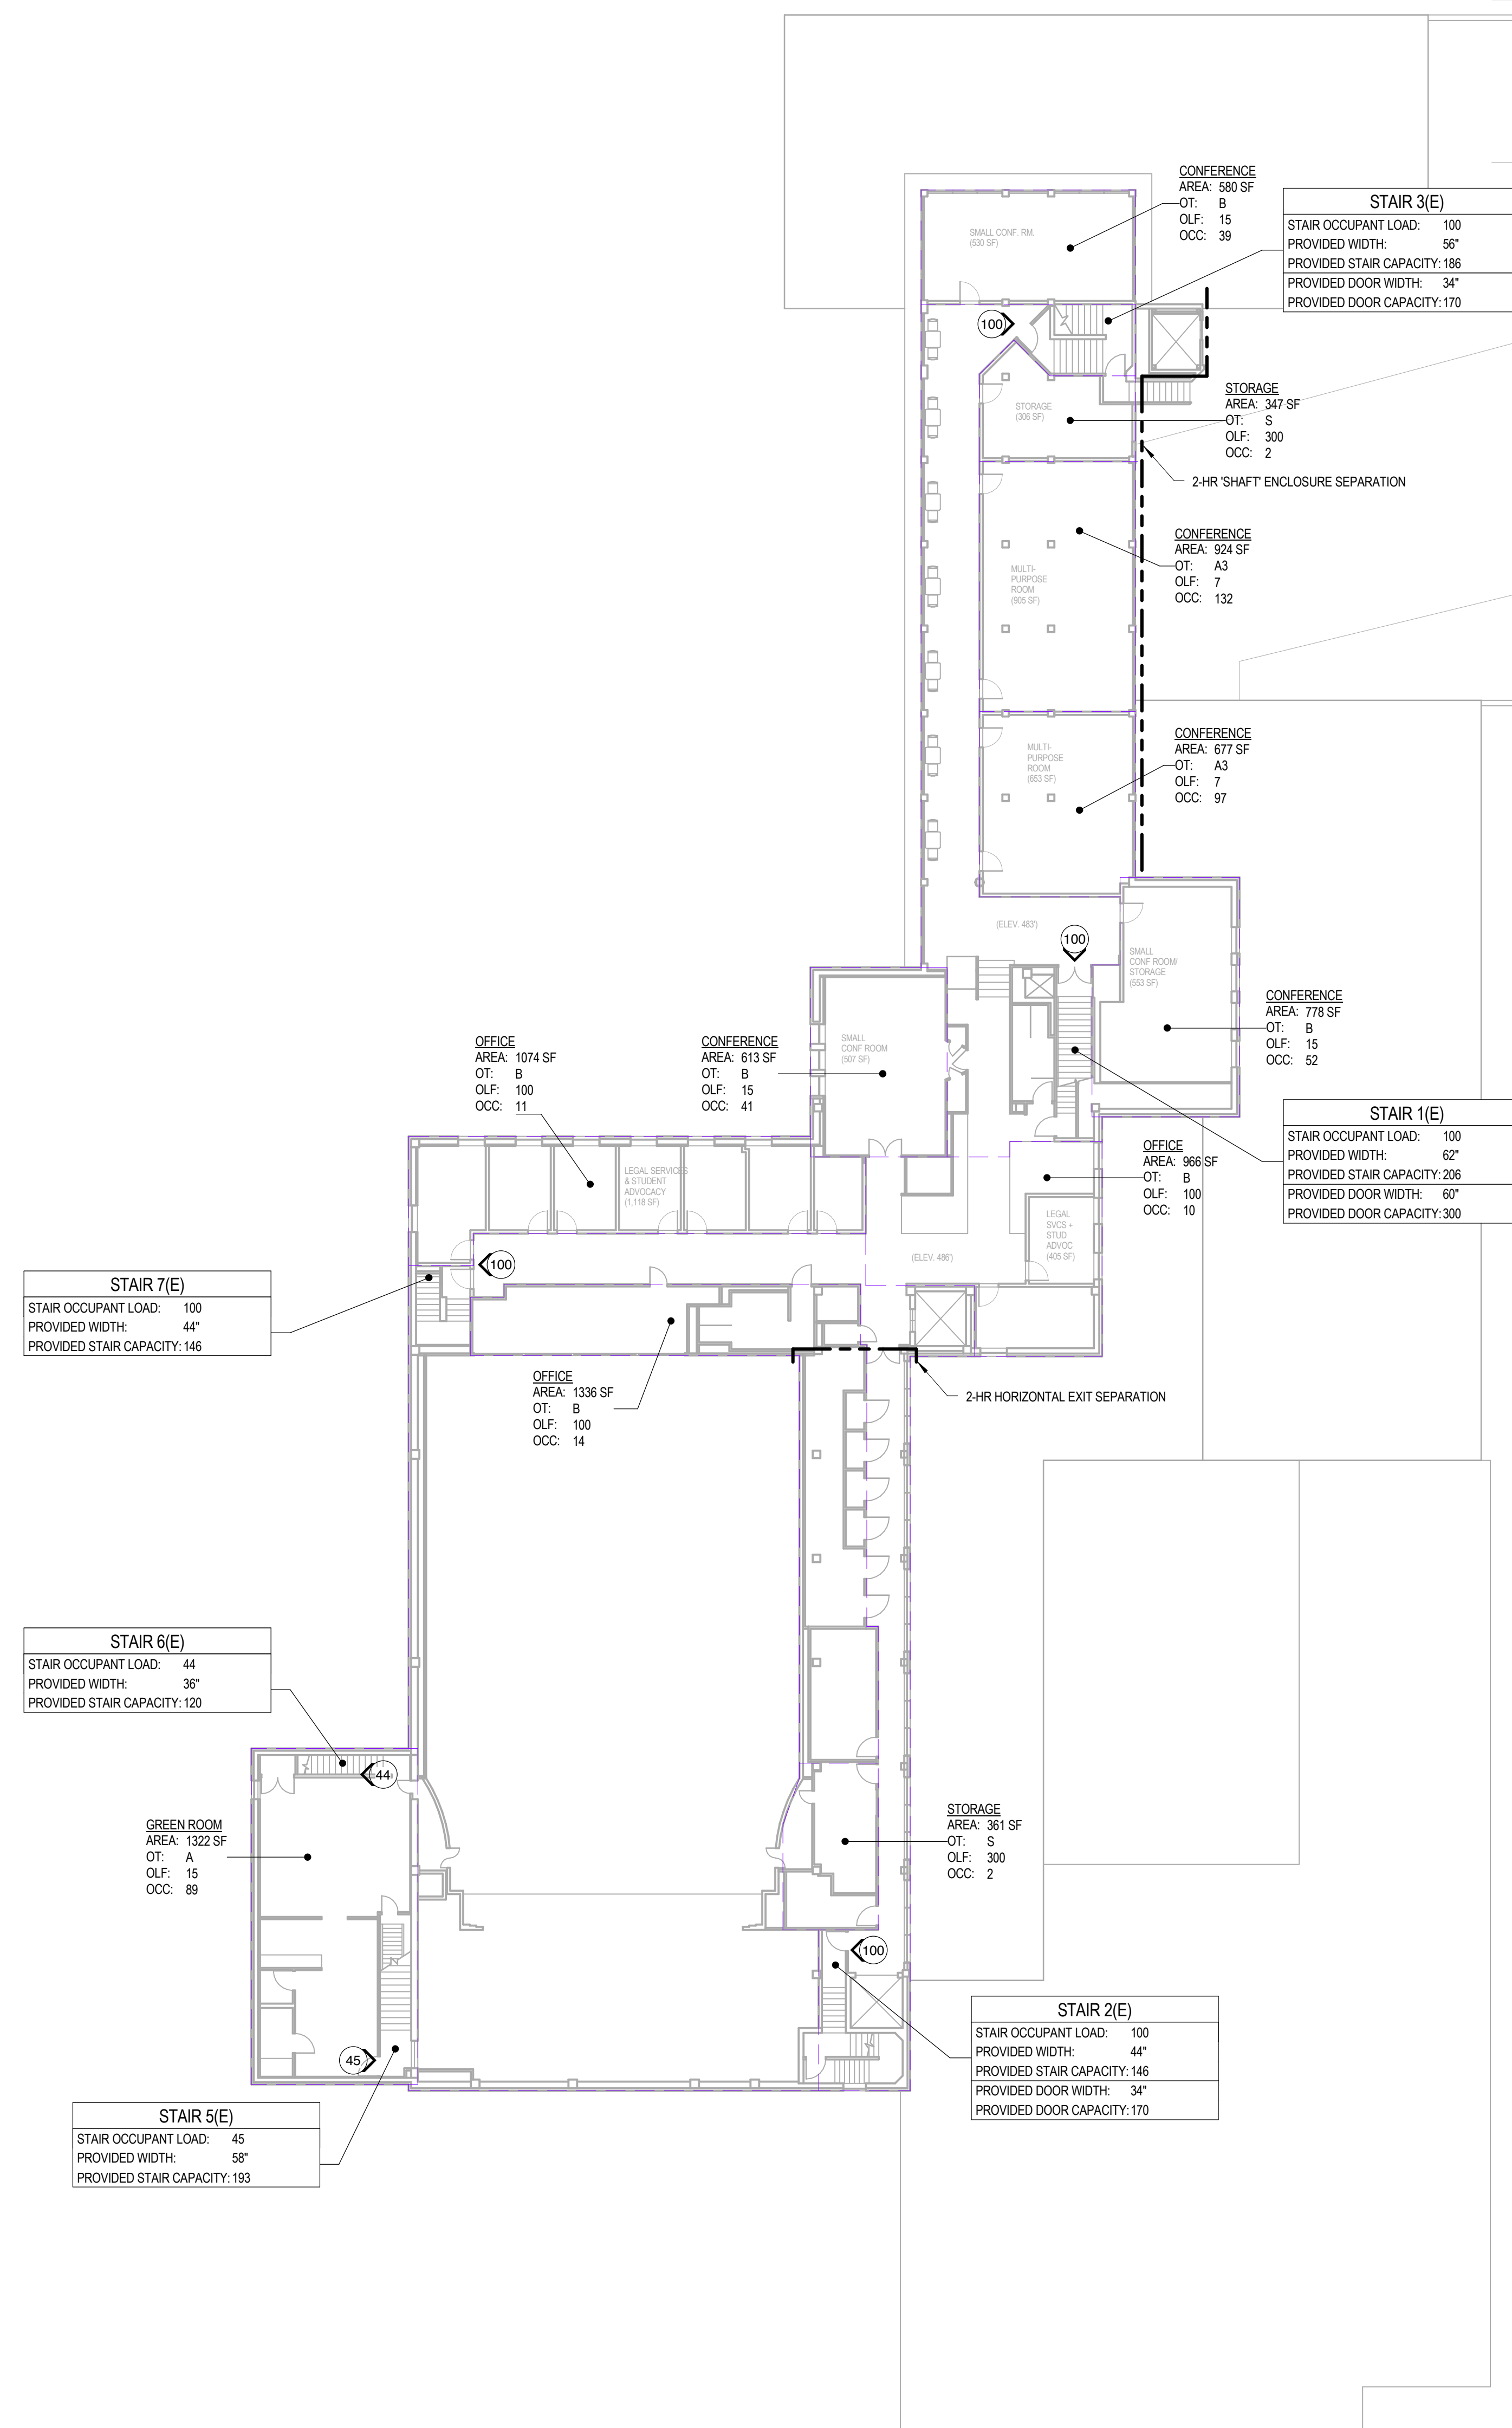 CONFERENCE
AREA: 580 SF
OT: B
OLF: 15
OCC: 39
STAIR 3(E)
STAIR OCCUPANT LOAD: 100
PROVIDED WIDTH: 56"
PROVIDED STAIR CAPACITY: 186
PROVIDED DOOR WIDTH: 34"
PROVIDED DOOR CAPACITY: 170
SMALL CONF. RM.
(530 SF)
100
STORAGE
AREA: 347 SF
OT: S
OLF: 300
OCC: 2
STORAGE
(306 SF)
2-HR 'SHAFT' ENCLOSURE SEPARATION
CONFERENCE
AREA: 924 SF
OT: A3
OLF: 7
OCC: 132
MULTI-
PURPOSE
ROOM
(905 SF)
CONFERENCE
AREA: 677 SF
OT: A3
OLF: 7
OCC: 97
MULTI-
PURPOSE
ROOM
(653 SF)
(ELEV. 483')
100
SMALL
CONF ROOM/
STORAGE
(553 SF)
CONFERENCE
AREA: 778 SF
OT: B
OLF: 15
OCC: 52
OFFICE
AREA: 1074 SF
OT: B
OLF: 100
OCC: 11
CONFERENCE
AREA: 613 SF
OT: B
OLF: 15
OCC: 41
SMALL
CONF ROOM
(507 SF)
STAIR 1(E)
STAIR OCCUPANT LOAD: 100
PROVIDED WIDTH: 62"
PROVIDED STAIR CAPACITY: 206
PROVIDED DOOR WIDTH: 60"
PROVIDED DOOR CAPACITY: 300
OFFICE
AREA: 966 SF
OT: B
OLF: 100
OCC: 10
LEGAL SERVICES
& STUDENT
ADVOCACY
(1,118 SF)
LEGAL
SVCS +
STUD
ADVOC
(405 SF)
(ELEV. 486')
100
STAIR 7(E)
STAIR OCCUPANT LOAD: 100
PROVIDED WIDTH: 44"
PROVIDED STAIR CAPACITY: 146
OFFICE
AREA: 1336 SF
OT: B
OLF: 100
OCC: 14
2-HR HORIZONTAL EXIT SEPARATION
STAIR 6(E)
STAIR OCCUPANT LOAD: 44
PROVIDED WIDTH: 36"
PROVIDED STAIR CAPACITY: 120
44
GREEN ROOM
AREA: 1322 SF
OT: A
OLF: 15
OCC: 89
STORAGE
AREA: 361 SF
OT: S
OLF: 300
OCC: 2
100
45
STAIR 2(E)
STAIR OCCUPANT LOAD: 100
PROVIDED WIDTH: 44"
PROVIDED STAIR CAPACITY: 146
PROVIDED DOOR WIDTH: 34"
PROVIDED DOOR CAPACITY: 170
STAIR 5(E)
STAIR OCCUPANT LOAD: 45
PROVIDED WIDTH: 58"
PROVIDED STAIR CAPACITY: 193